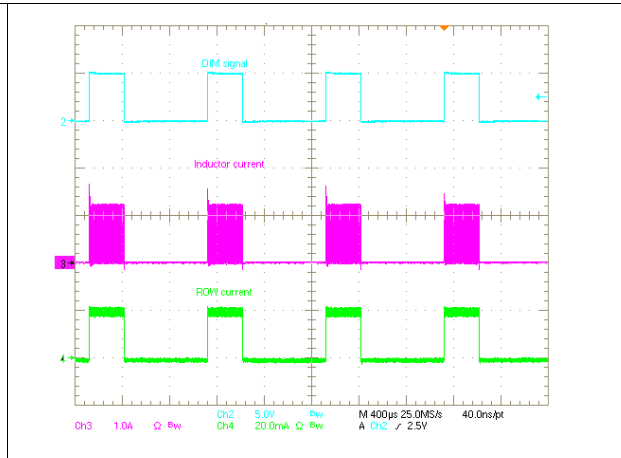 DIM signal
2
Inductor current
3
ROW current
4
Ch2 5.0V Bw M 400µs 25.0MS/s 40.0ns/pt
Ch3 1.0A Ω Bw Ch4 20.0mA Ω Bw A Ch2 / 2.5V